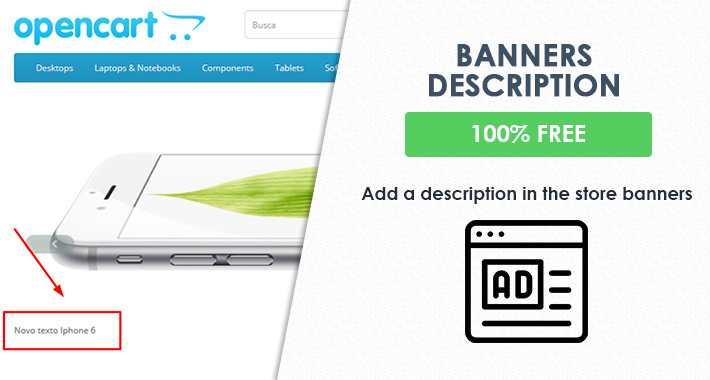 opencart
Busca
Desktops Laptops & Notebooks Components Tablets
Novo texto Iphone 6
BANNERS
DESCRIPTION
100% FREE
Add a description in the store banners
AD